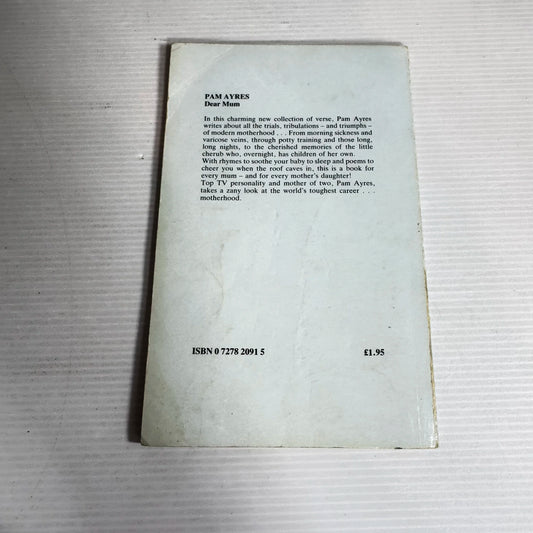 PAM AYRES
Dear Mum
In this charming new collection of verse, Pam Ayres
writes about all the trials, tribulations – and triumphs –
of modern motherhood . . . From morning sickness and
varicose veins, through potty training and those long,
long nights, to the cherished memories of the little
cherub who, overnight, has children of her own.
With rhymes to soothe your baby to sleep and poems to
cheer you when the roof caves in, this is a book for
every mum – and for every mother's daughter!
Top TV personality and mother of two, Pam Ayres,
takes a zany look at the world's toughest career . . .
motherhood.
ISBN 0 7278 2091 5 £1.95